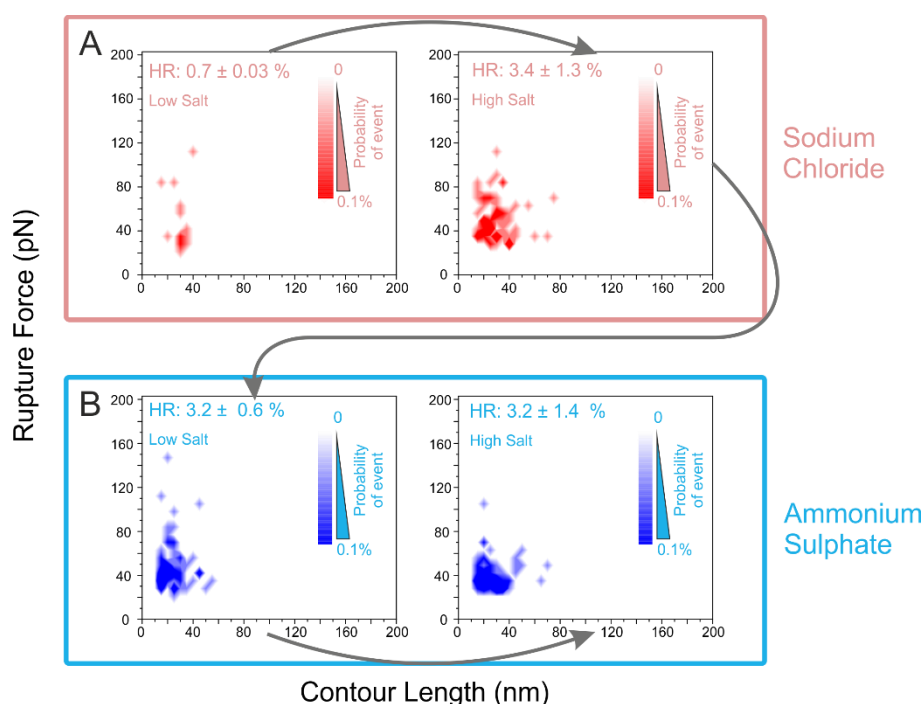 A
HR: 0.7 ± 0.03 %
Low Salt
0
Probability
of event
0.1%
200
160
120
80
40
0
0
40
80
120
160
200
HR: 3.4 ± 1.3 %
High Salt
0
Probability
of event
0.1%
200
160
120
80
40
0
0
40
80
120
160
200
Sodium
Chloride
Rupture Force (pN)
B
HR: 3.2 ± 0.6 %
Low Salt
0
Probability
of event
0.1%
200
160
120
80
40
0
0
40
80
120
160
200
HR: 3.2 ± 1.4 %
High Salt
0
Probability
of event
0.1%
200
160
120
80
40
0
0
40
80
120
160
200
Ammonium
Sulphate
Contour Length (nm)